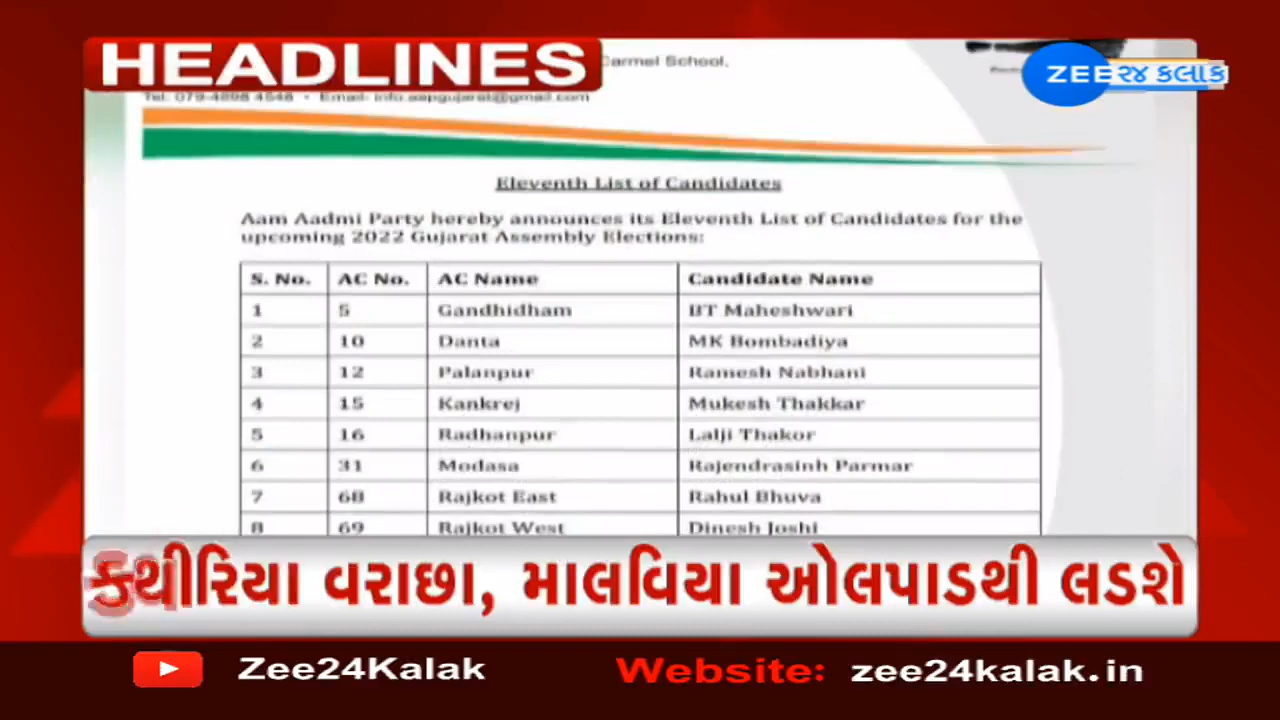 HEADLINES
Carmel School,
ZEE ૨૪ કલાક
Tel. 079-4898 4548 • Email- info.aapgujarat@gmail.com
Eleventh List of Candidates
Aam Aadmi Party hereby announces its Eleventh List of Candidates for the
upcoming 2022 Gujarat Assembly Elections:
S. No. AC No. AC Name Candidate Name
1 5 Gandhidham BT Maheshwari
2 10 Danta MK Bombadiya
3 12 Palanpur Ramesh Nabhani
4 15 Kankrej Mukesh Thakkar
5 16 Radhanpur Lalji Thakor
6 31 Modasa Rajendrasinh Parmar
7 68 Rajkot East Rahul Bhuva
8 69 Rajkot West Dinesh Joshi
કથીરિયા વરાછા, માલવિયા ઓલપાડથી લડશે
Zee24Kalak Website: zee24kalak.in